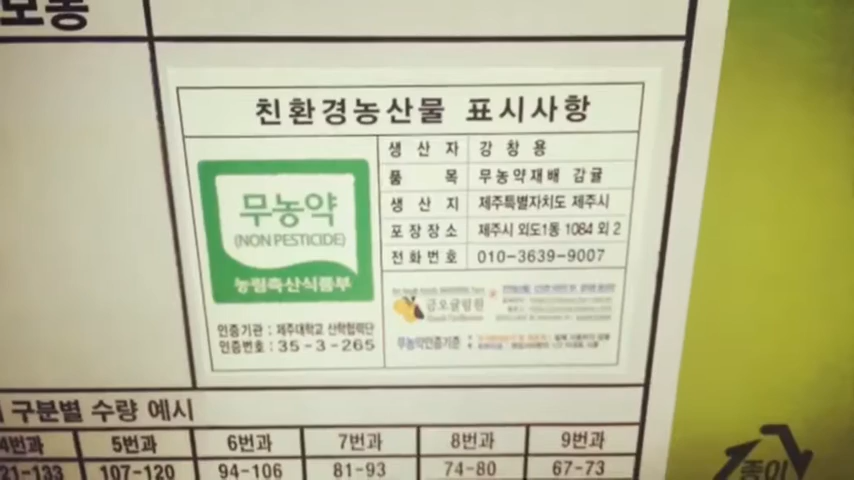 친환경농산물 표시사항
생산자 강창용
품목 무농약재배 감귤
생산지 제주특별자치도 제주시
포장장소 제주시 외도1동 1084 외 2
전화번호 010-3639-9007
무농약
(NON PESTICIDE)
농림축산식품부
인증기관 : 제주대학교 산학협력단
인증번호 : 35-3-265
금오귤림원
무농약인증기준
구분별 수량 예시
4번과 5번과 6번과 7번과 8번과 9번과
21-133 107-120 94-106 81-93 74-80 67-73
종이